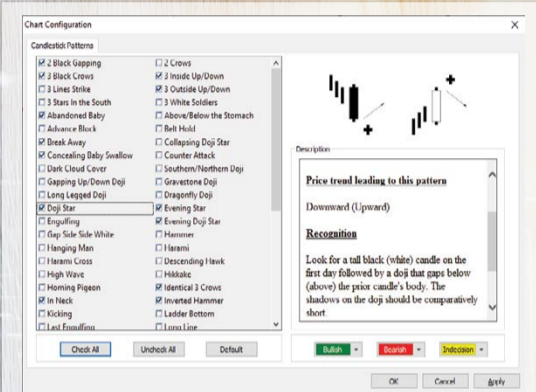 Chart Configuration
Candlestick Patterns
2 Black Gapping
2 Crows
3 Black Crows
3 Inside Up/Down
3 Lines Strike
3 Outside Up/Down
3 Stars In the South
3 White Soldiers
Abandoned Baby
Above/Below the Stomach
Advance Block
Belt Hold
Break Away
Collapsing Doji Star
Concealing Baby Swallow
Counter Attack
Dark Cloud Cover
Southern/Northern Doji
Gapping Up/Down Doji
Gravestone Doji
Long Legged Doji
Dragonfly Doji
Doji Star
Evening Star
Engulfing
Evening Doji Star
Gap Side Side White
Hammer
Hanging Man
Harami
Harami Cross
Descending Hawk
High Wave
Hikkake
Homing Pigeon
Identical 3 Crows
In Neck
Inverted Hammer
Kicking
Ladder Bottom
Last Engulfing
Long Line
Check All
Uncheck All
Default
Description
Price trend leading to this pattern
Downward (Upward)
Recognition
Look for a tall black (white) candle on the
first day followed by a doji that gaps below
(above) the prior candle's body. The
shadows on the doji should be comparatively
short
Bullish
Bearish
Indecision
OK
Cancel
Apply